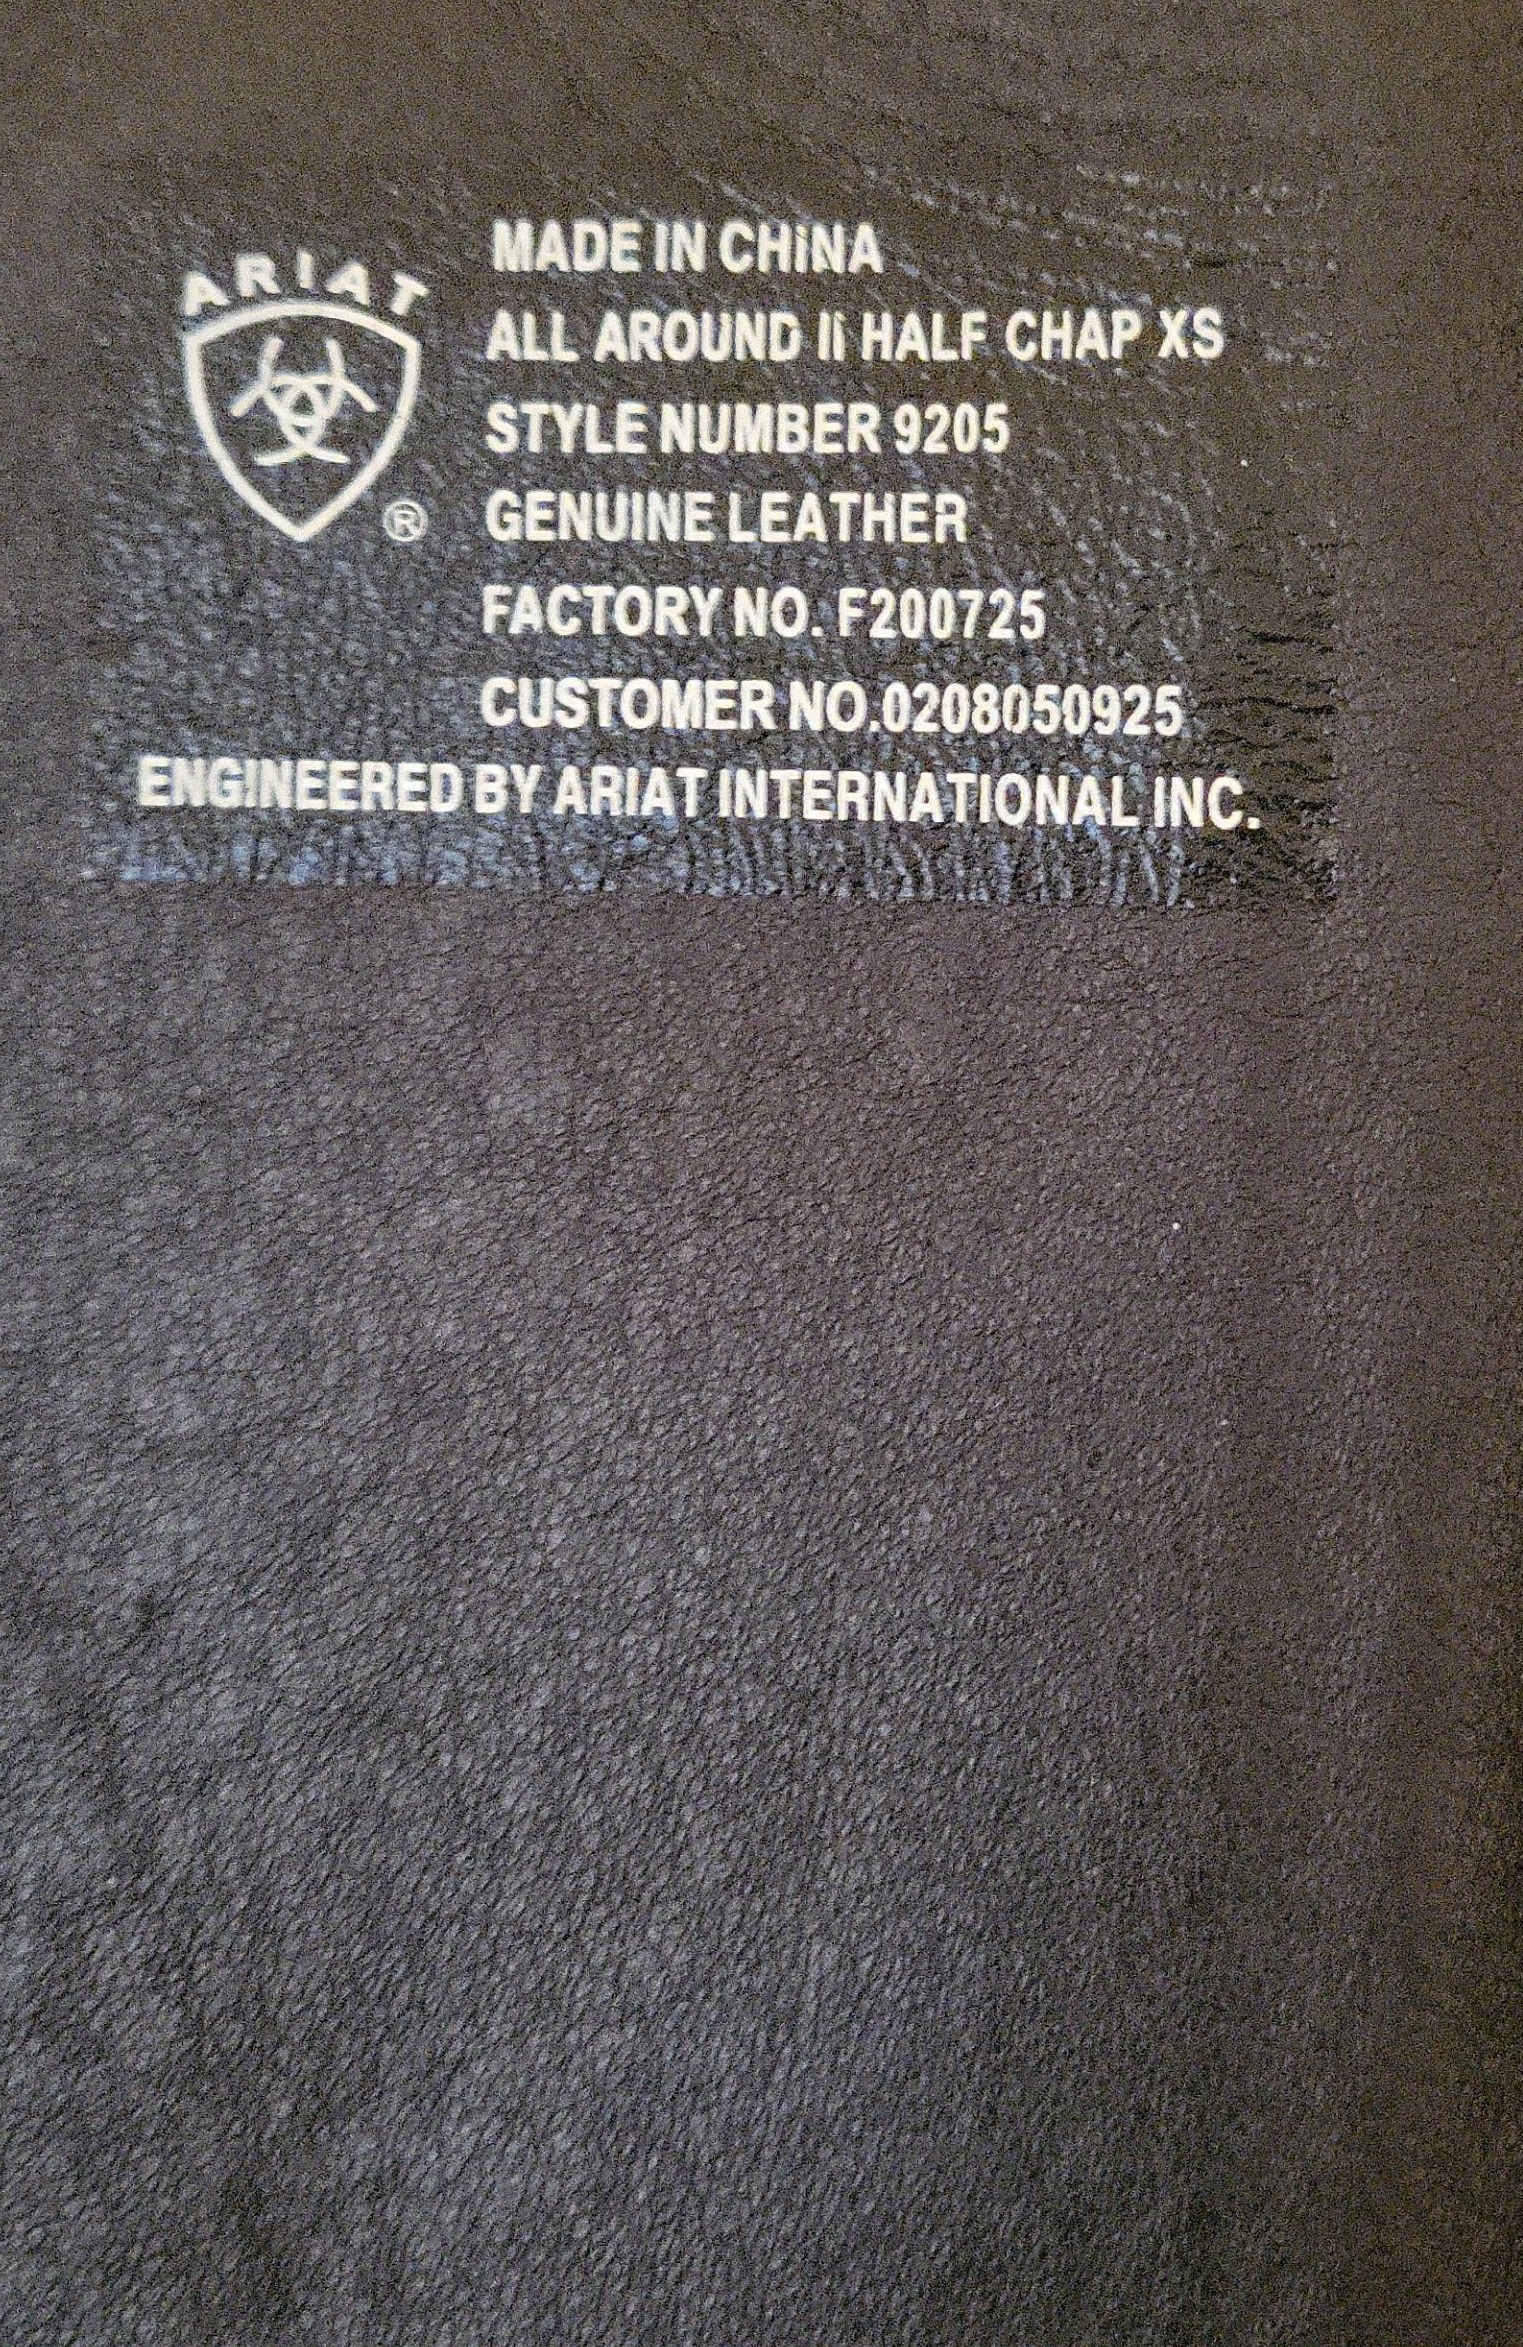 ARIAT
®
MADE IN CHiNA
ALL AROUND Ii HALF CHAP XS
STYLE NUMBER 9205
GENUINE LEATHER
FACTORY NO. F200725
CUSTOMER NO.0208050925
ENGINEERED BY ARIAT INTERNATIONAL INC.